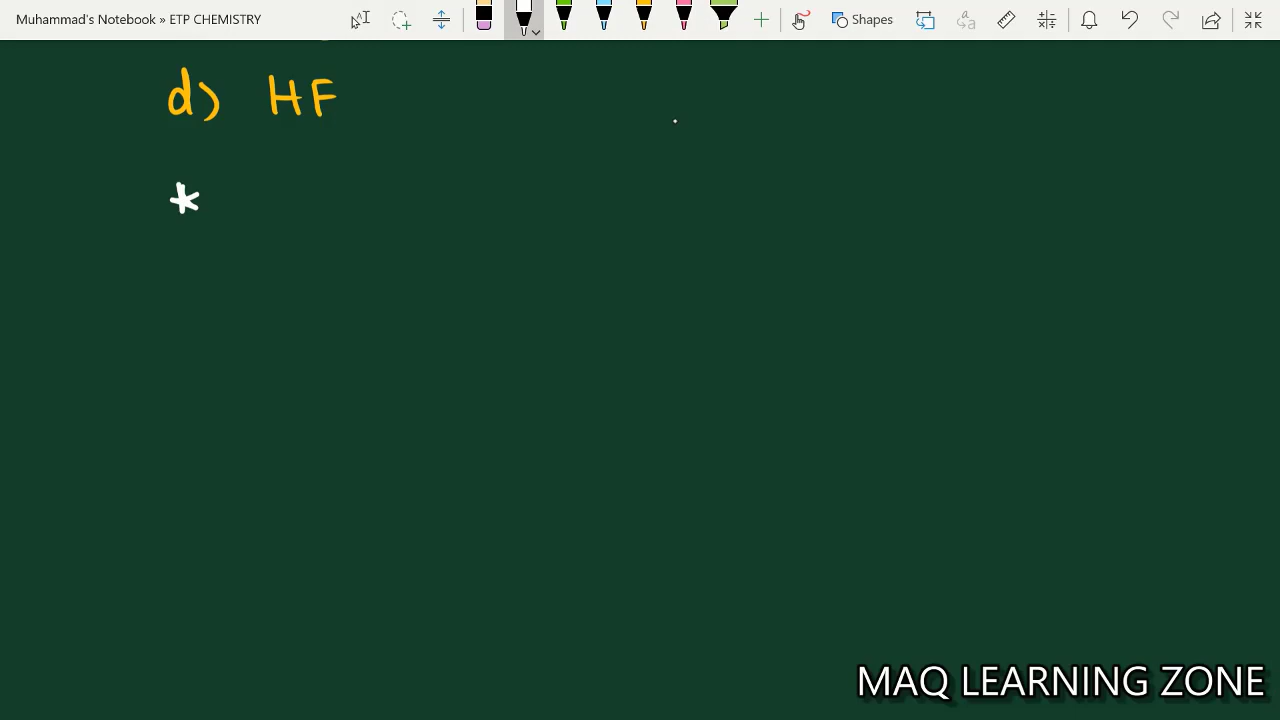 Muhammad's Notebook » ETP CHEMISTRY
Shapes
d) HF
*
MAQ LEARNING ZONE